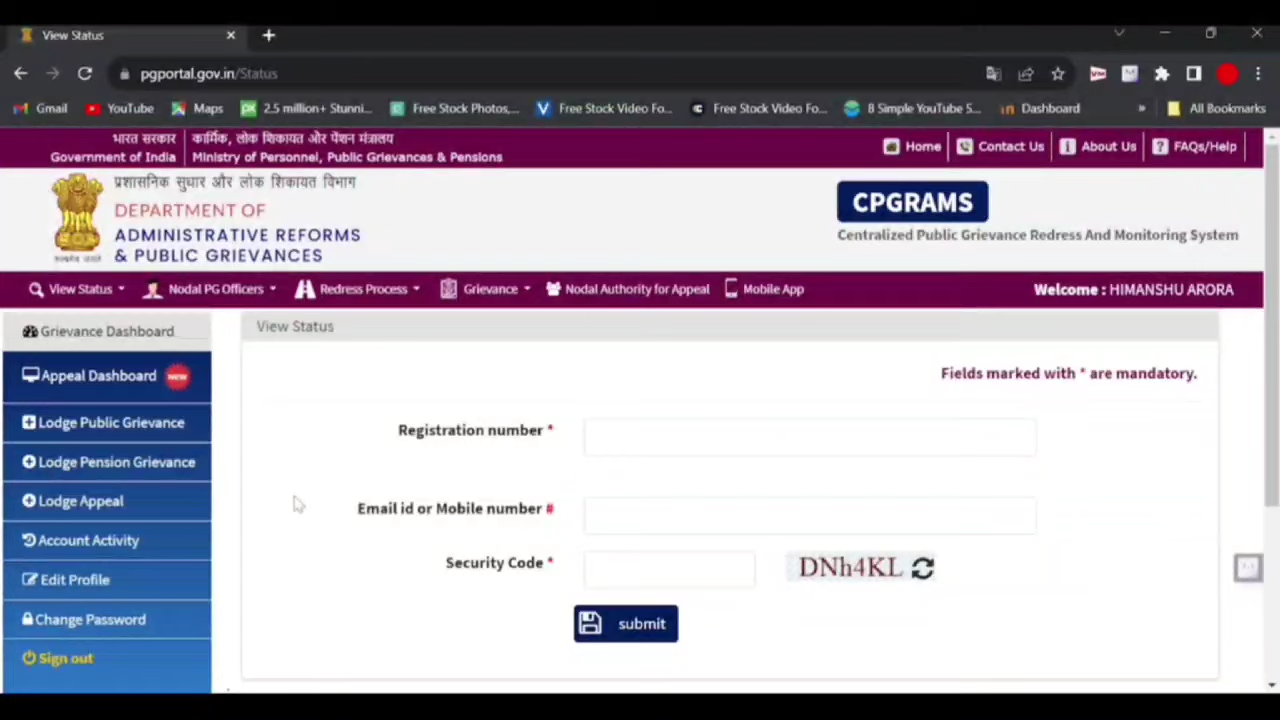 View Status
pgportal.gov.in/Status
Gmail YouTube Maps 2.5 million+ Stunni... Free Stock Photos,... Free Stock Video Fo... Free Stock Video Fo... 8 Simple YouTube S... Dashboard » All Bookmarks
भारत सरकार कार्मिक, लोक शिकायत और पेंशन मंत्रालय
Government of India Ministry of Personnel, Public Grievances & Pensions
Home Contact Us About Us FAQs/Help
प्रशासनिक सुधार और लोक शिकायत विभाग
DEPARTMENT OF
ADMINISTRATIVE REFORMS
& PUBLIC GRIEVANCES
CPGRAMS
Centralized Public Grievance Redress And Monitoring System
View Status Nodal PG Officers Redress Process Grievance Nodal Authority for Appeal Mobile App Welcome : HIMANSHU ARORA
Grievance Dashboard
Appeal Dashboard NEW
Lodge Public Grievance
Lodge Pension Grievance
Lodge Appeal
Account Activity
Edit Profile
Change Password
Sign out
View Status
Fields marked with * are mandatory.
Registration number *
Email id or Mobile number #
Security Code * DNh4KL
submit